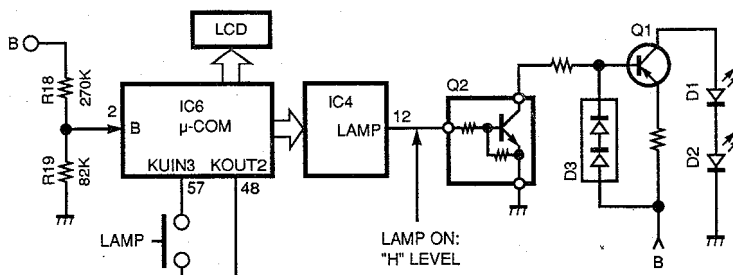 LCD
Q1
B
R18
270K
2
B
IC6
μ-COM
IC4
LAMP
12
Q2
D1
R19
82K
KUIN3
KOUT2
57
48
D3
D2
LAMP
LAMP ON:
"H" LEVEL
B